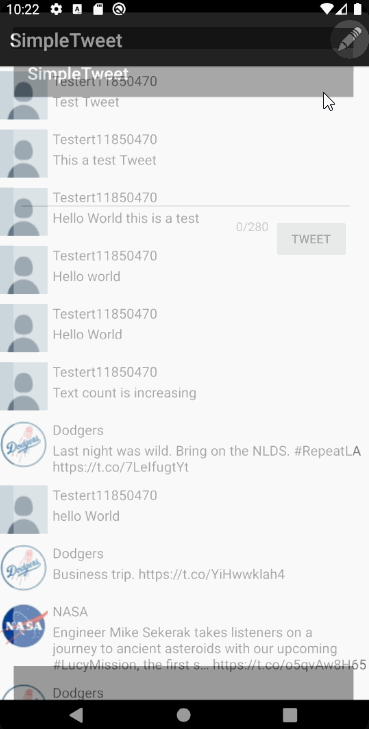 10:22
SimpleTweet
SimpleTweet
Testert11850470
Test Tweet
Testert11850470
This a test Tweet
Testert11850470
Hello World this is a test
0/280
TWEET
Testert11850470
Hello world
Testert11850470
Hello World
Testert11850470
Text count is increasing
Dodgers
Last night was wild. Bring on the NLDS. #RepeatLA
https://t.co/7LeIfugtYt
Testert11850470
hello World
Dodgers
Business trip. https://t.co/YiHwwkIah4
NASA
Engineer Mike Sekerak takes listeners on a
journey to ancient asteroids with our upcoming
#LucyMission, the first s... https://t.co/o5qvAw8H65
Dodgers